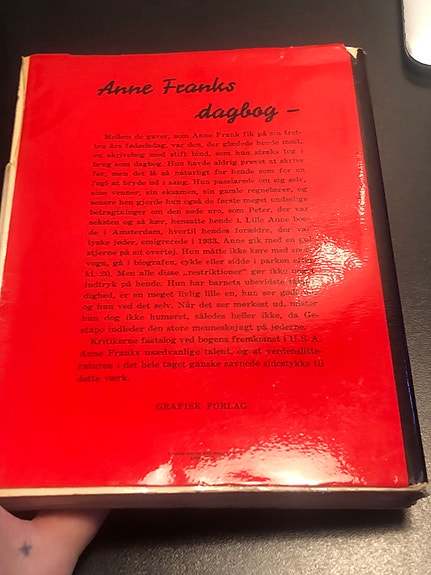 Anne Franks
dagbog —
Mellem de gaver, som Anne Frank fik på sin tret-
ten års fødselsdag, var den, der glædede hende mest,
en skrivebog med stift bind, som hun straks tog i
brug som dagbog. Hun havde aldrig prøvet at skrive
før, men det lå så naturligt for hende som for en
fugl at bryde ud i sang. Hun passiarede om sig selv,
sine venner, sin eksamen, sin gamle regnelærer, og
senere hen gjorde hun også de første meget undselige
betragtninger om den søde uro, som Peter, der var
seksten og så kær, hensatte hende i. Lille Anne bo-
ede i Amsterdam, hvortil hendes forældre, der var
tyske jøder, emigrerede i 1933. Anne gik med en gul
stjerne på sit overtøj. Hun måtte ikke køre med spor-
vogn, gå i biografen, cykle eller sidde i parken efter
kl. 20. Men alle disse „restriktioner" gør ikke
indtryk på hende. Hun har barnets ubevidste
dighed, er en meget livlig lille en, hun ser godt
og hun ved det selv. Når det ser mørkest ud, mister
hun dog ikke humøret, således heller ikke, da Ge-
stapo indleder den store menneskejagt på jøderne.
Kritikerne fastslog ved bogens fremkomst i U.S.A.
Anne Franks usædvanlige talent, og at verdenslitte-
raturen i det hele taget ganske savnede sidestykke til
dette værk.
GRAFISK FORLAG